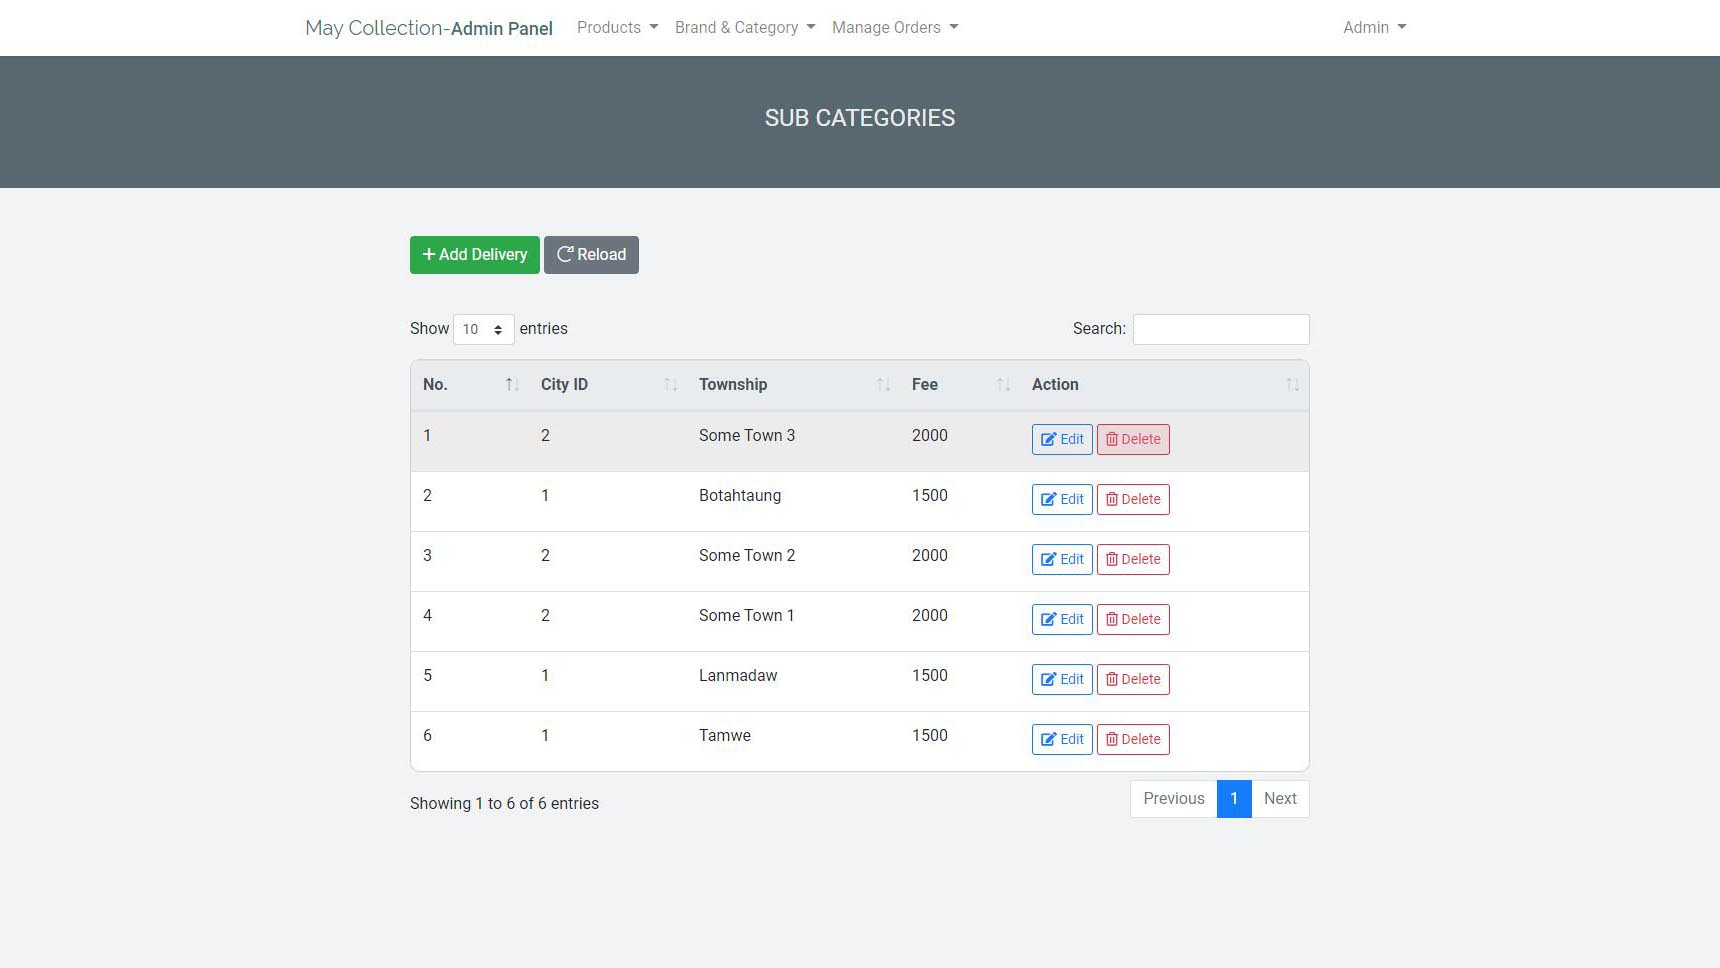 May Collection-Admin Panel Products Brand & Category Manage Orders Admin
SUB CATEGORIES
Add Delivery Reload
Show 10 entries Search:
No. City ID Township Fee Action
1 2 Some Town 3 2000 Edit Delete
2 1 Botahtaung 1500 Edit Delete
3 2 Some Town 2 2000 Edit Delete
4 2 Some Town 1 2000 Edit Delete
5 1 Lanmadaw 1500 Edit Delete
6 1 Tamwe 1500 Edit Delete
Showing 1 to 6 of 6 entries Previous 1 Next